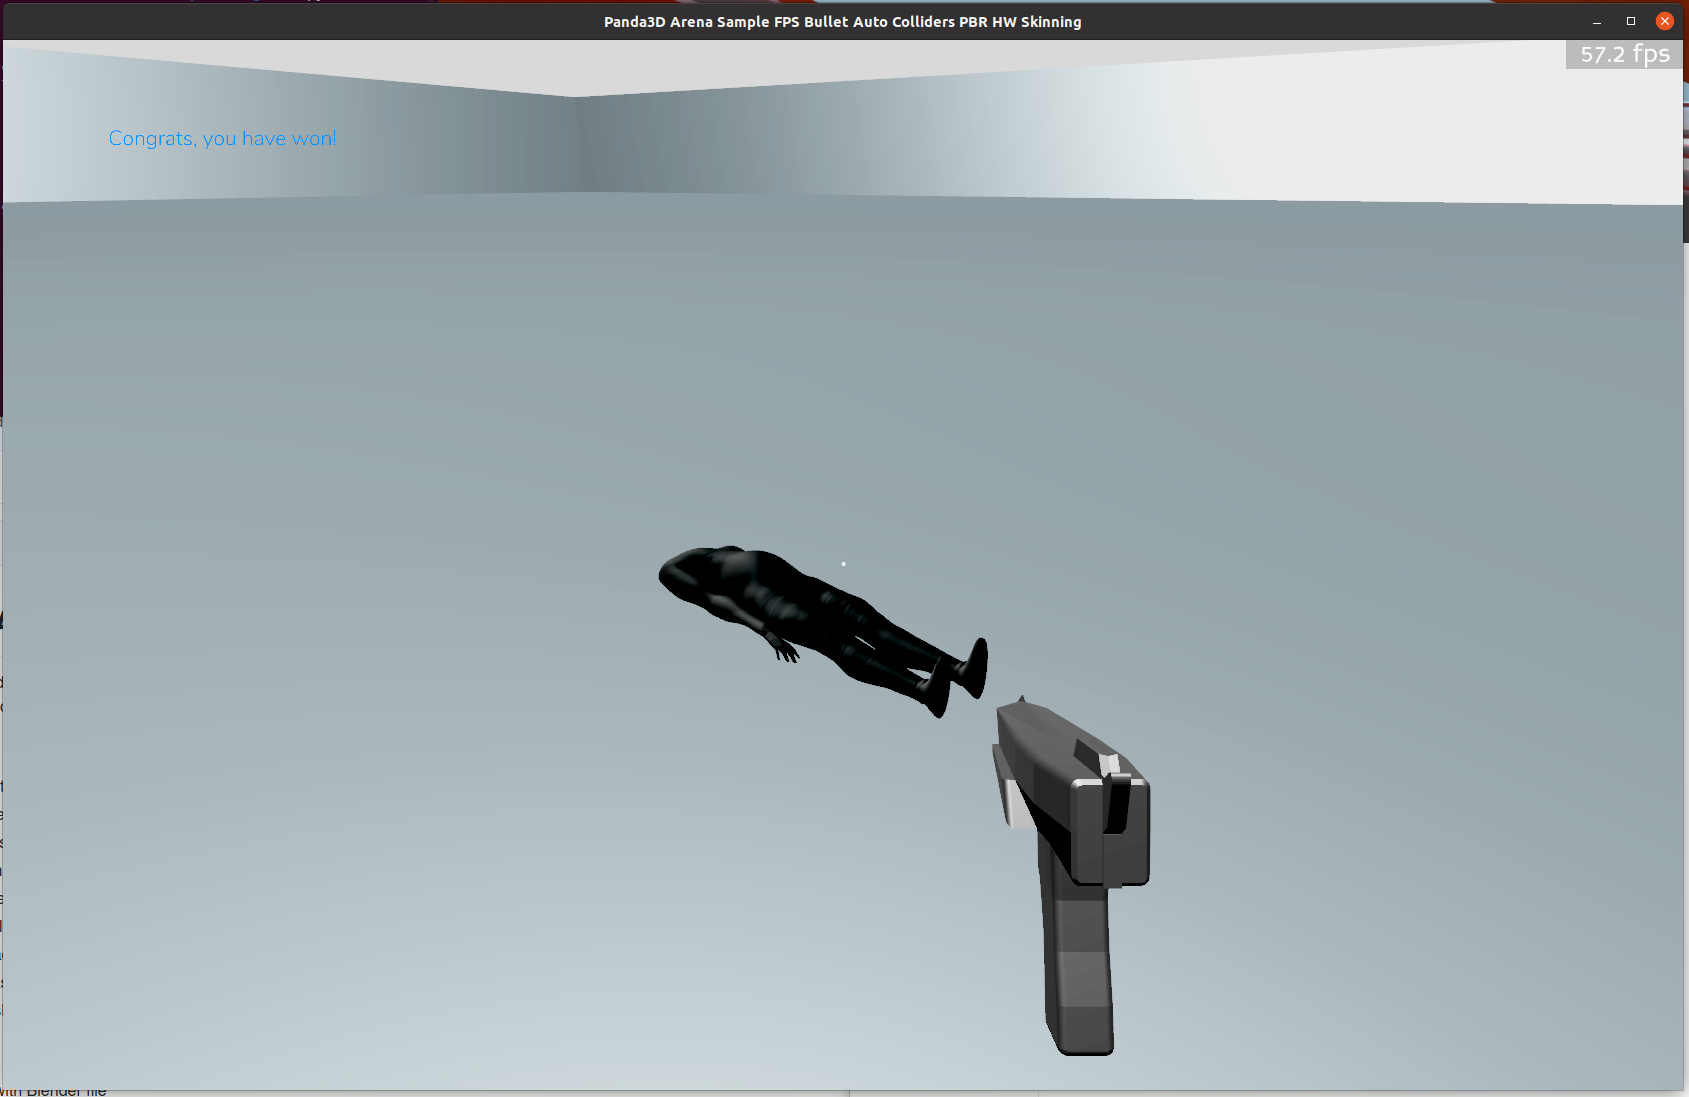 Panda3D Arena Sample FPS Bullet Auto Colliders PBR HW Skinning
57.2 fps
Congrats, you have won!
with Blender file